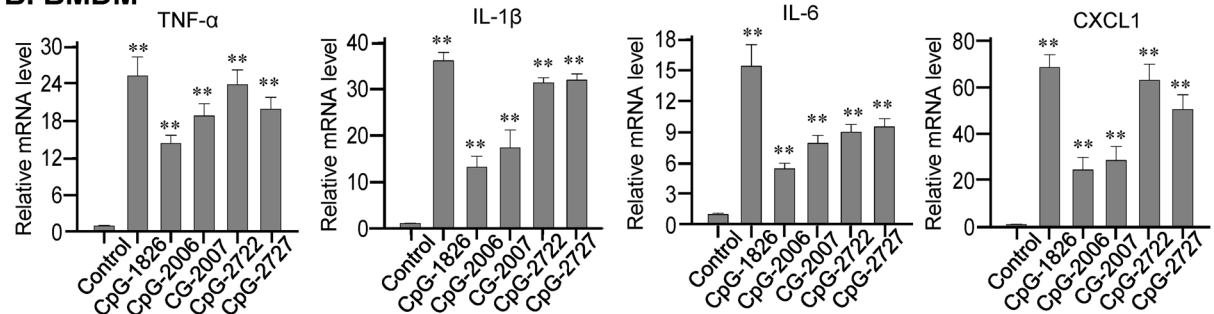 B. BMDM
TNF-α
Relative mRNA level
30
24
18
12
6
0
**
**
**
**
**
Control
CpG-1826
CpG-2006
CG-2007
CpG-2722
CpG-2727
IL-1β
Relative mRNA level
40
30
20
10
0
**
**
**
**
**
Control
CpG-1826
CpG-2006
CG-2007
CpG-2722
CpG-2727
IL-6
Relative mRNA level
18
15
12
9
6
3
0
**
**
**
**
**
Control
CpG-1826
CpG-2006
CG-2007
CpG-2722
CpG-2727
CXCL1
Relative mRNA level
80
60
40
20
0
**
**
**
**
**
Control
CpG-1826
CpG-2006
CG-2007
CpG-2722
CpG-2727